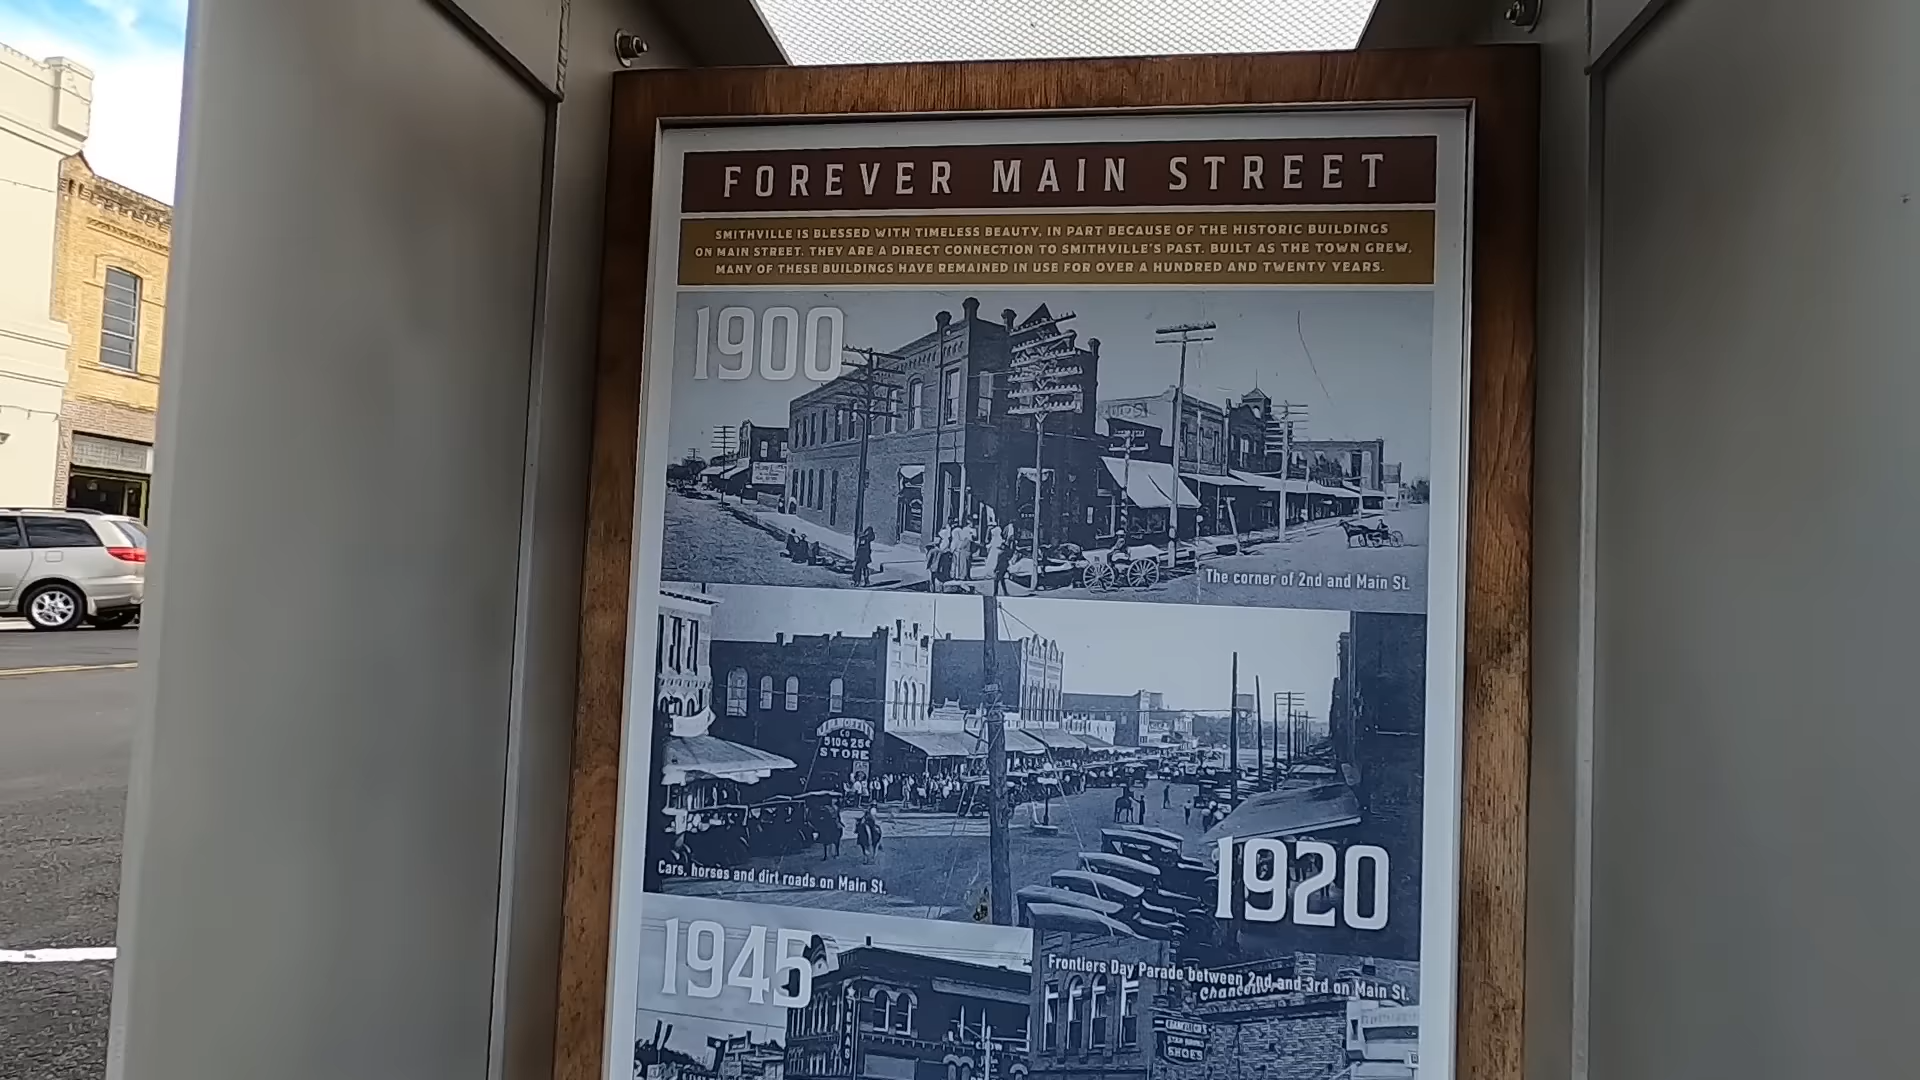 FOREVER MAIN STREET
SMITHVILLE IS BLESSED WITH TIMELESS BEAUTY, IN PART BECAUSE OF THE HISTORIC BUILDINGS
ON MAIN STREET. THEY ARE A DIRECT CONNECTION TO SMITHVILLE'S PAST. BUILT AS THE TOWN GREW,
MANY OF THESE BUILDINGS HAVE REMAINED IN USE FOR OVER A HUNDRED AND TWENTY YEARS.
1900
The corner of 2nd and Main St.
CO
5 10 & 25¢
STORE
Cars, horses and dirt roads on Main St.
1920
1945
Frontiers Day Parade between 2nd and 3rd on Main St.
TEXAS
SHOES